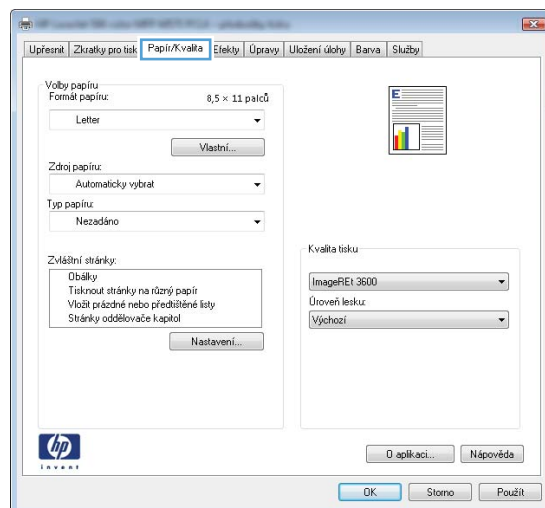 Upřesnit Zkratky pro tisk Papír/Kvalita Efekty Úpravy Uložení úlohy Barva Služby
Volby papíru
Formát papíru: 8,5 × 11 palců
Letter
Vlastní...
Zdroj papíru:
Automaticky vybrat
Typ papíru:
Nezadáno
Zvláštní stránky:
Obálky
Tisknout stránky na různý papír
Vložit prázdné nebo předtištěné listy
Stránky oddělovače kapitol
Nastavení...
E
Kvalita tisku
ImageREt 3600
Úroveň lesku:
Výchozí
hp
invent
O aplikaci... Nápověda
OK Storno Použít